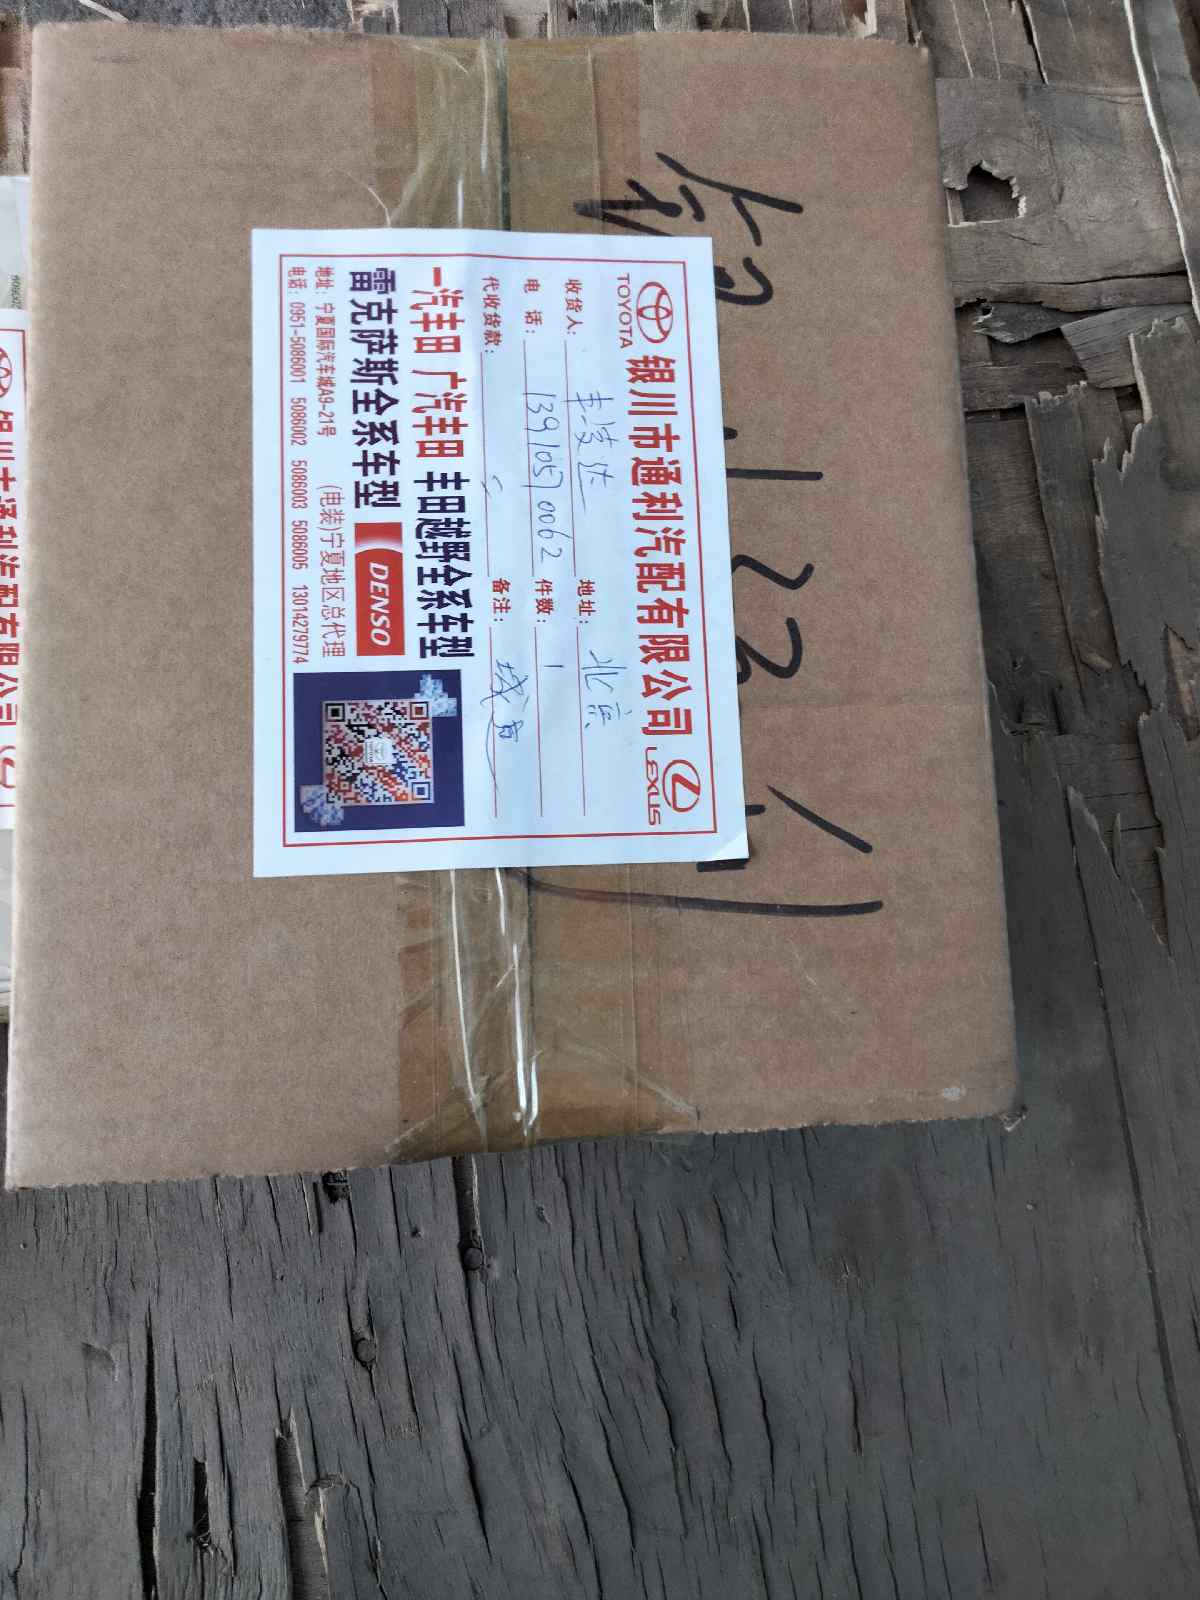 TOYOTA
银川市通利汽配有限公司
LEXUS
收货人：
地址：北京
电 话：13910510062
件数：1
代收货款：
备注：
一汽丰田 广汽丰田 丰田越野全系车型
雷克萨斯全系车型
DENSO
(电装)宁夏地区总代理
地址：宁夏国际汽车城A9-21号
电话：0951-5086001 5086002 5086003 5086005 13014279774